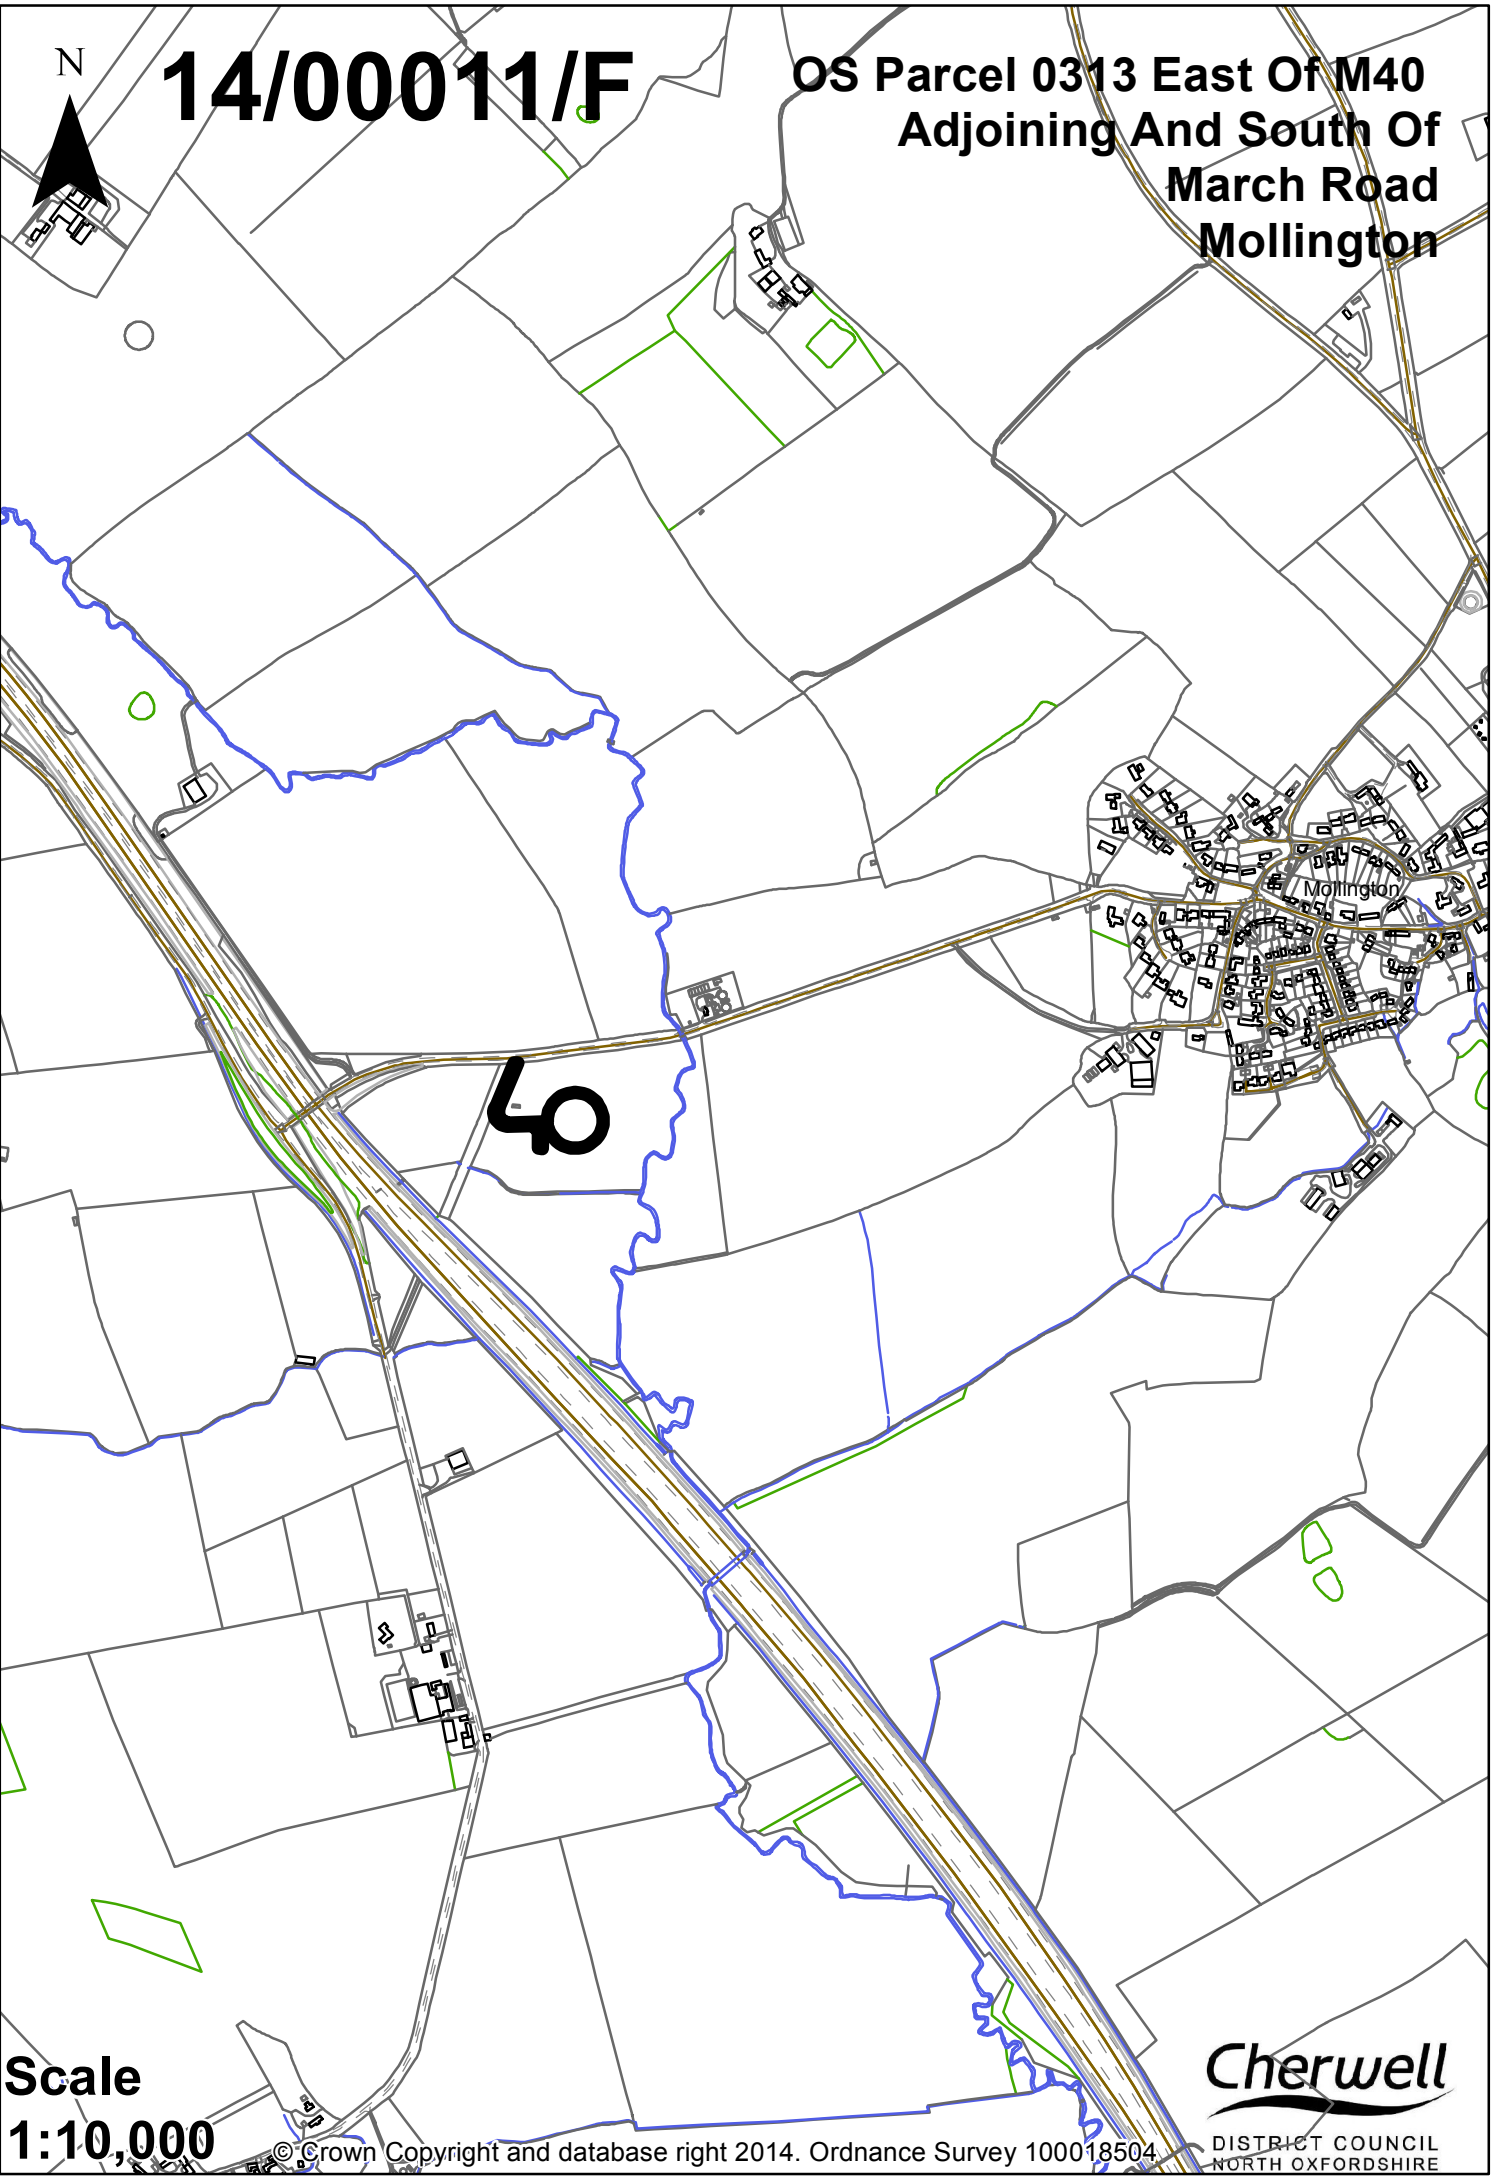 N
14/00011/F
OS Parcel 0313 East Of M40
Adjoining And South Of
March Road
Mollington
Mollington
Scale
1:10,000
© Crown Copyright and database right 2014. Ordnance Survey 100018504
Cherwell
DISTRICT COUNCIL
NORTH OXFORDSHIRE